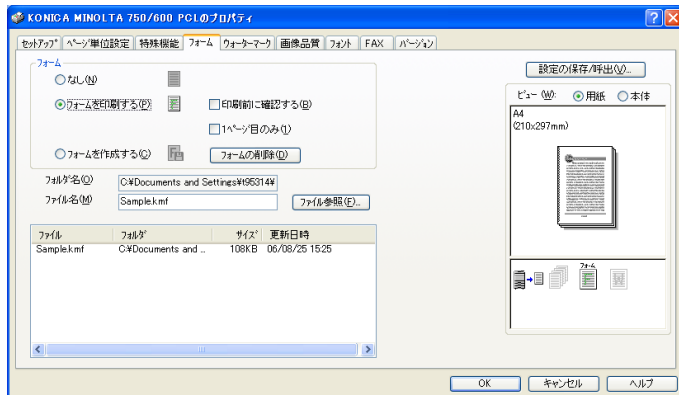 KONICA MINOLTA 750/600 PCLのプロパティ
セットアップ ページ単位設定 特殊機能 フォーム ウォーターマーク 画像品質 フォント FAX バージョン
フォーム
なし(N)
フォームを印刷する(P)
印刷前に確認する(B)
1ページ目のみ(1)
フォームを作成する(C)
フォームの削除(D)
フォルダ名(O)
C:¥Documents and Settings¥t95314¥
ファイル名(M)
Sample.kmf
ファイル参照(F)...
ファイル フォルダ サイズ 更新日時
Sample.kmf C:¥Documents and .. 108KB 06/08/25 15:25
設定の保存/呼出(V)...
ビュー (W): 用紙 本体
A4
(210x297mm)
フォーム
OK キャンセル ヘルプ